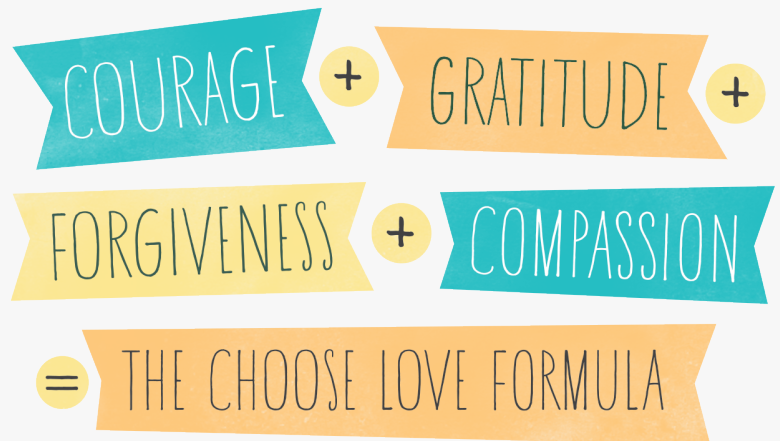 COURAGE + GRATITUDE +
FORGIVENESS + COMPASSION
= THE CHOOSE LOVE FORMULA